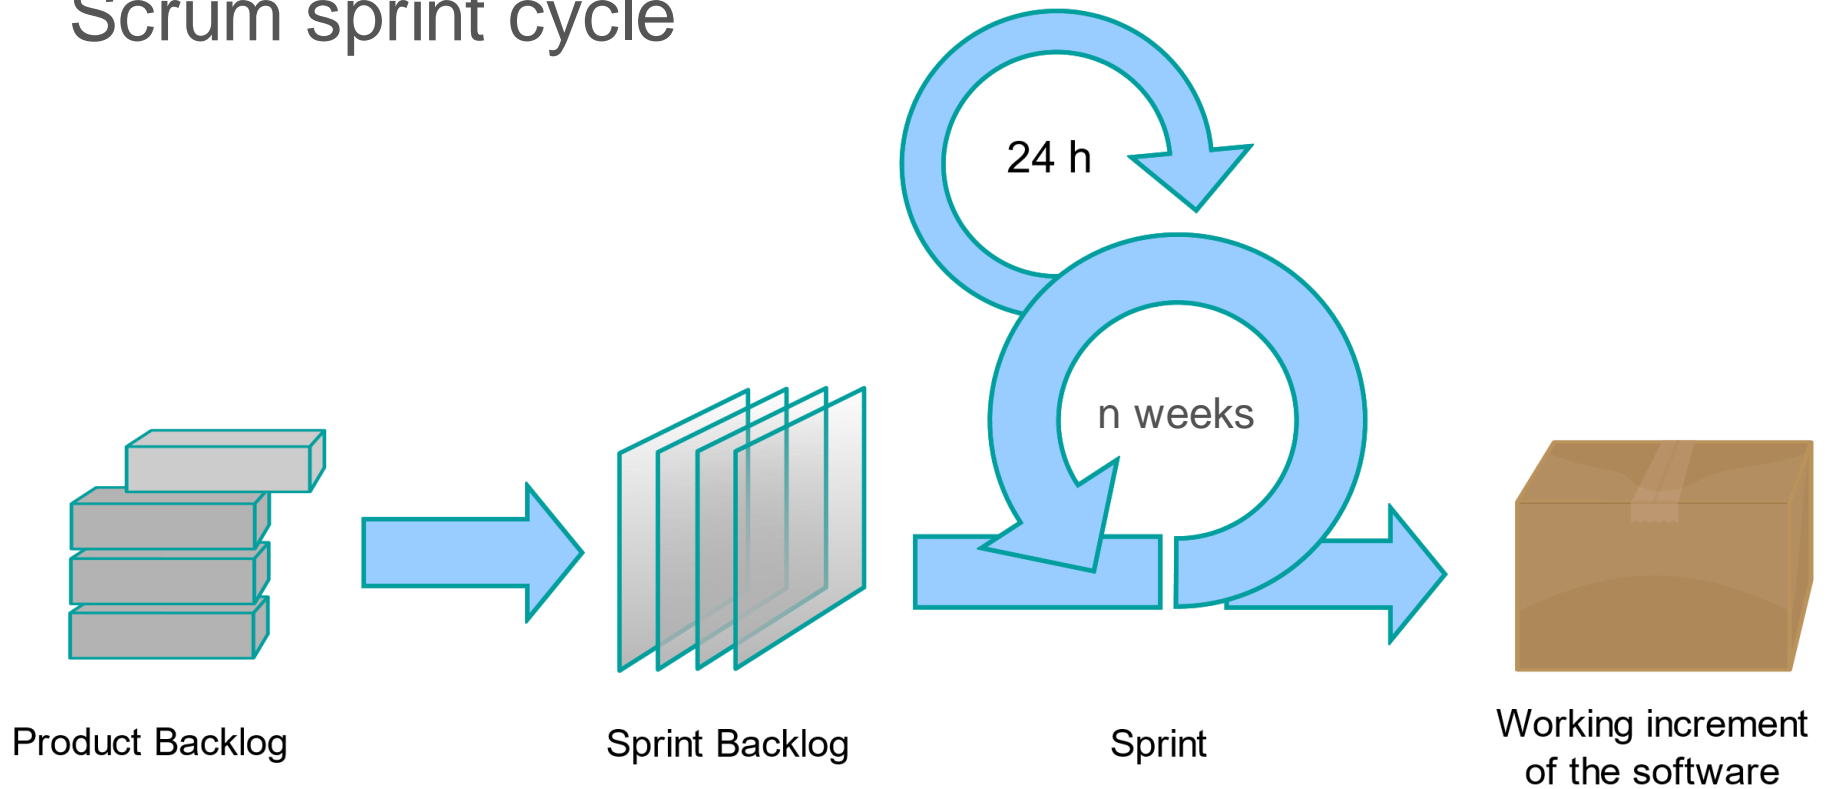 Scrum sprint cycle
24 h
n weeks
Product Backlog
Sprint Backlog
Sprint
Working increment
of the software